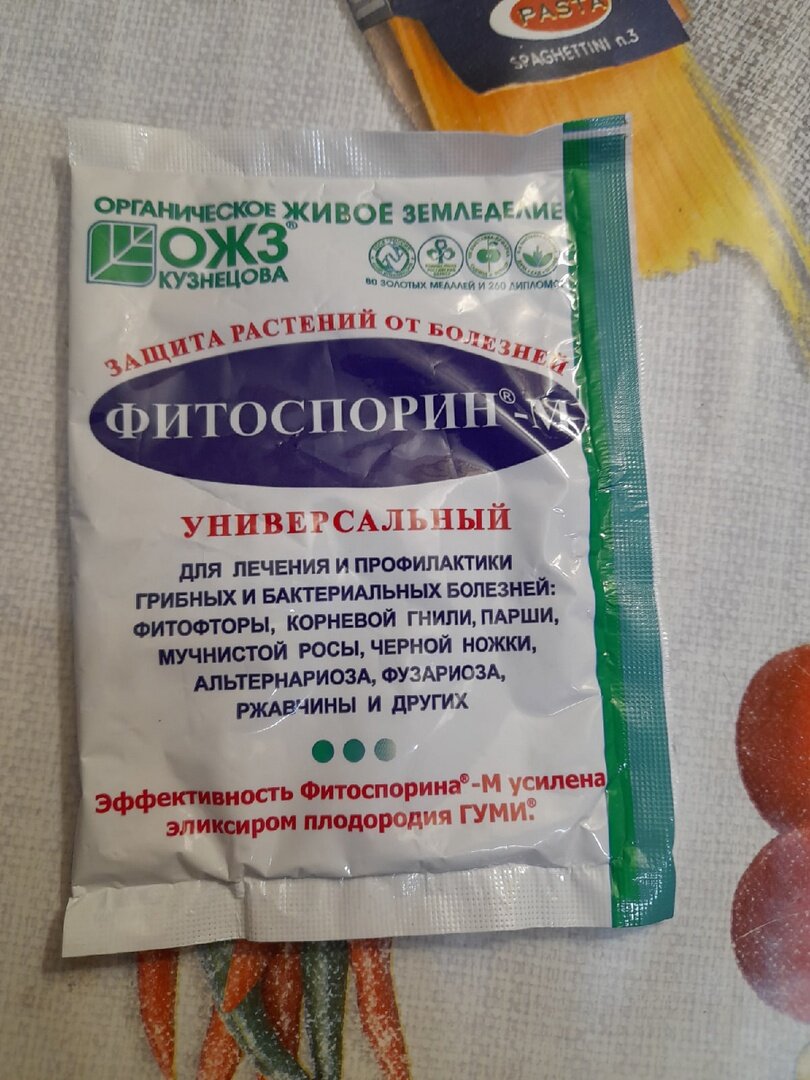 PASTA
SPAGHETTINI n.3
ОРГАНИЧЕСКОЕ ЖИВОЕ ЗЕМЛЕДЕЛИЕ
ОЖЗ®
КУЗНЕЦОВА
80 ЗОЛОТЫХ МЕДАЛЕЙ И 260 ДИПЛОМОВ
ЗАЩИТА РАСТЕНИЙ ОТ БОЛЕЗНЕЙ
ФИТОСПОРИН®-М
УНИВЕРСАЛЬНЫЙ
ДЛЯ ЛЕЧЕНИЯ И ПРОФИЛАКТИКИ
ГРИБНЫХ И БАКТЕРИАЛЬНЫХ БОЛЕЗНЕЙ:
ФИТОФТОРЫ, КОРНЕВОЙ ГНИЛИ, ПАРШИ,
МУЧНИСТОЙ РОСЫ, ЧЕРНОЙ НОЖКИ,
АЛЬТЕРНАРИОЗА, ФУЗАРИОЗА,
РЖАВЧИНЫ И ДРУГИХ
Эффективность Фитоспорина®-М усилена
эликсиром плодородия ГУМИ®.